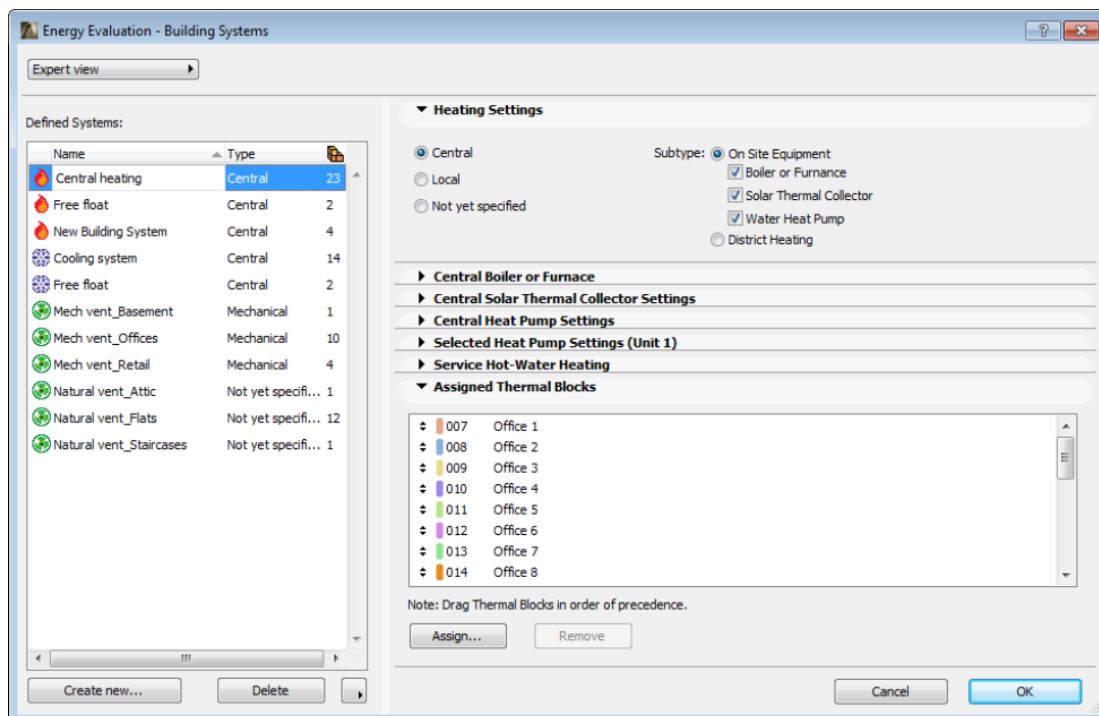 Energy Evaluation - Building Systems
Expert view
Defined Systems:
Name Type
Central heating Central 23
Free float Central 2
New Building System Central 4
Cooling system Central 14
Free float Central 2
Mech vent_Basement Mechanical 1
Mech vent_Offices Mechanical 10
Mech vent_Retail Mechanical 4
Natural vent_Attic Not yet specifi... 1
Natural vent_Flats Not yet specifi... 12
Natural vent_Staircases Not yet specifi... 1
Create new...
Delete
Heating Settings
Central
Local
Not yet specified
Subtype: On Site Equipment
Boiler or Furnance
Solar Thermal Collector
Water Heat Pump
District Heating
Central Boiler or Furnace
Central Solar Thermal Collector Settings
Central Heat Pump Settings
Selected Heat Pump Settings (Unit 1)
Service Hot-Water Heating
Assigned Thermal Blocks
007 Office 1
008 Office 2
009 Office 3
010 Office 4
011 Office 5
012 Office 6
013 Office 7
014 Office 8
Note: Drag Thermal Blocks in order of precedence.
Assign...
Remove
Cancel
OK